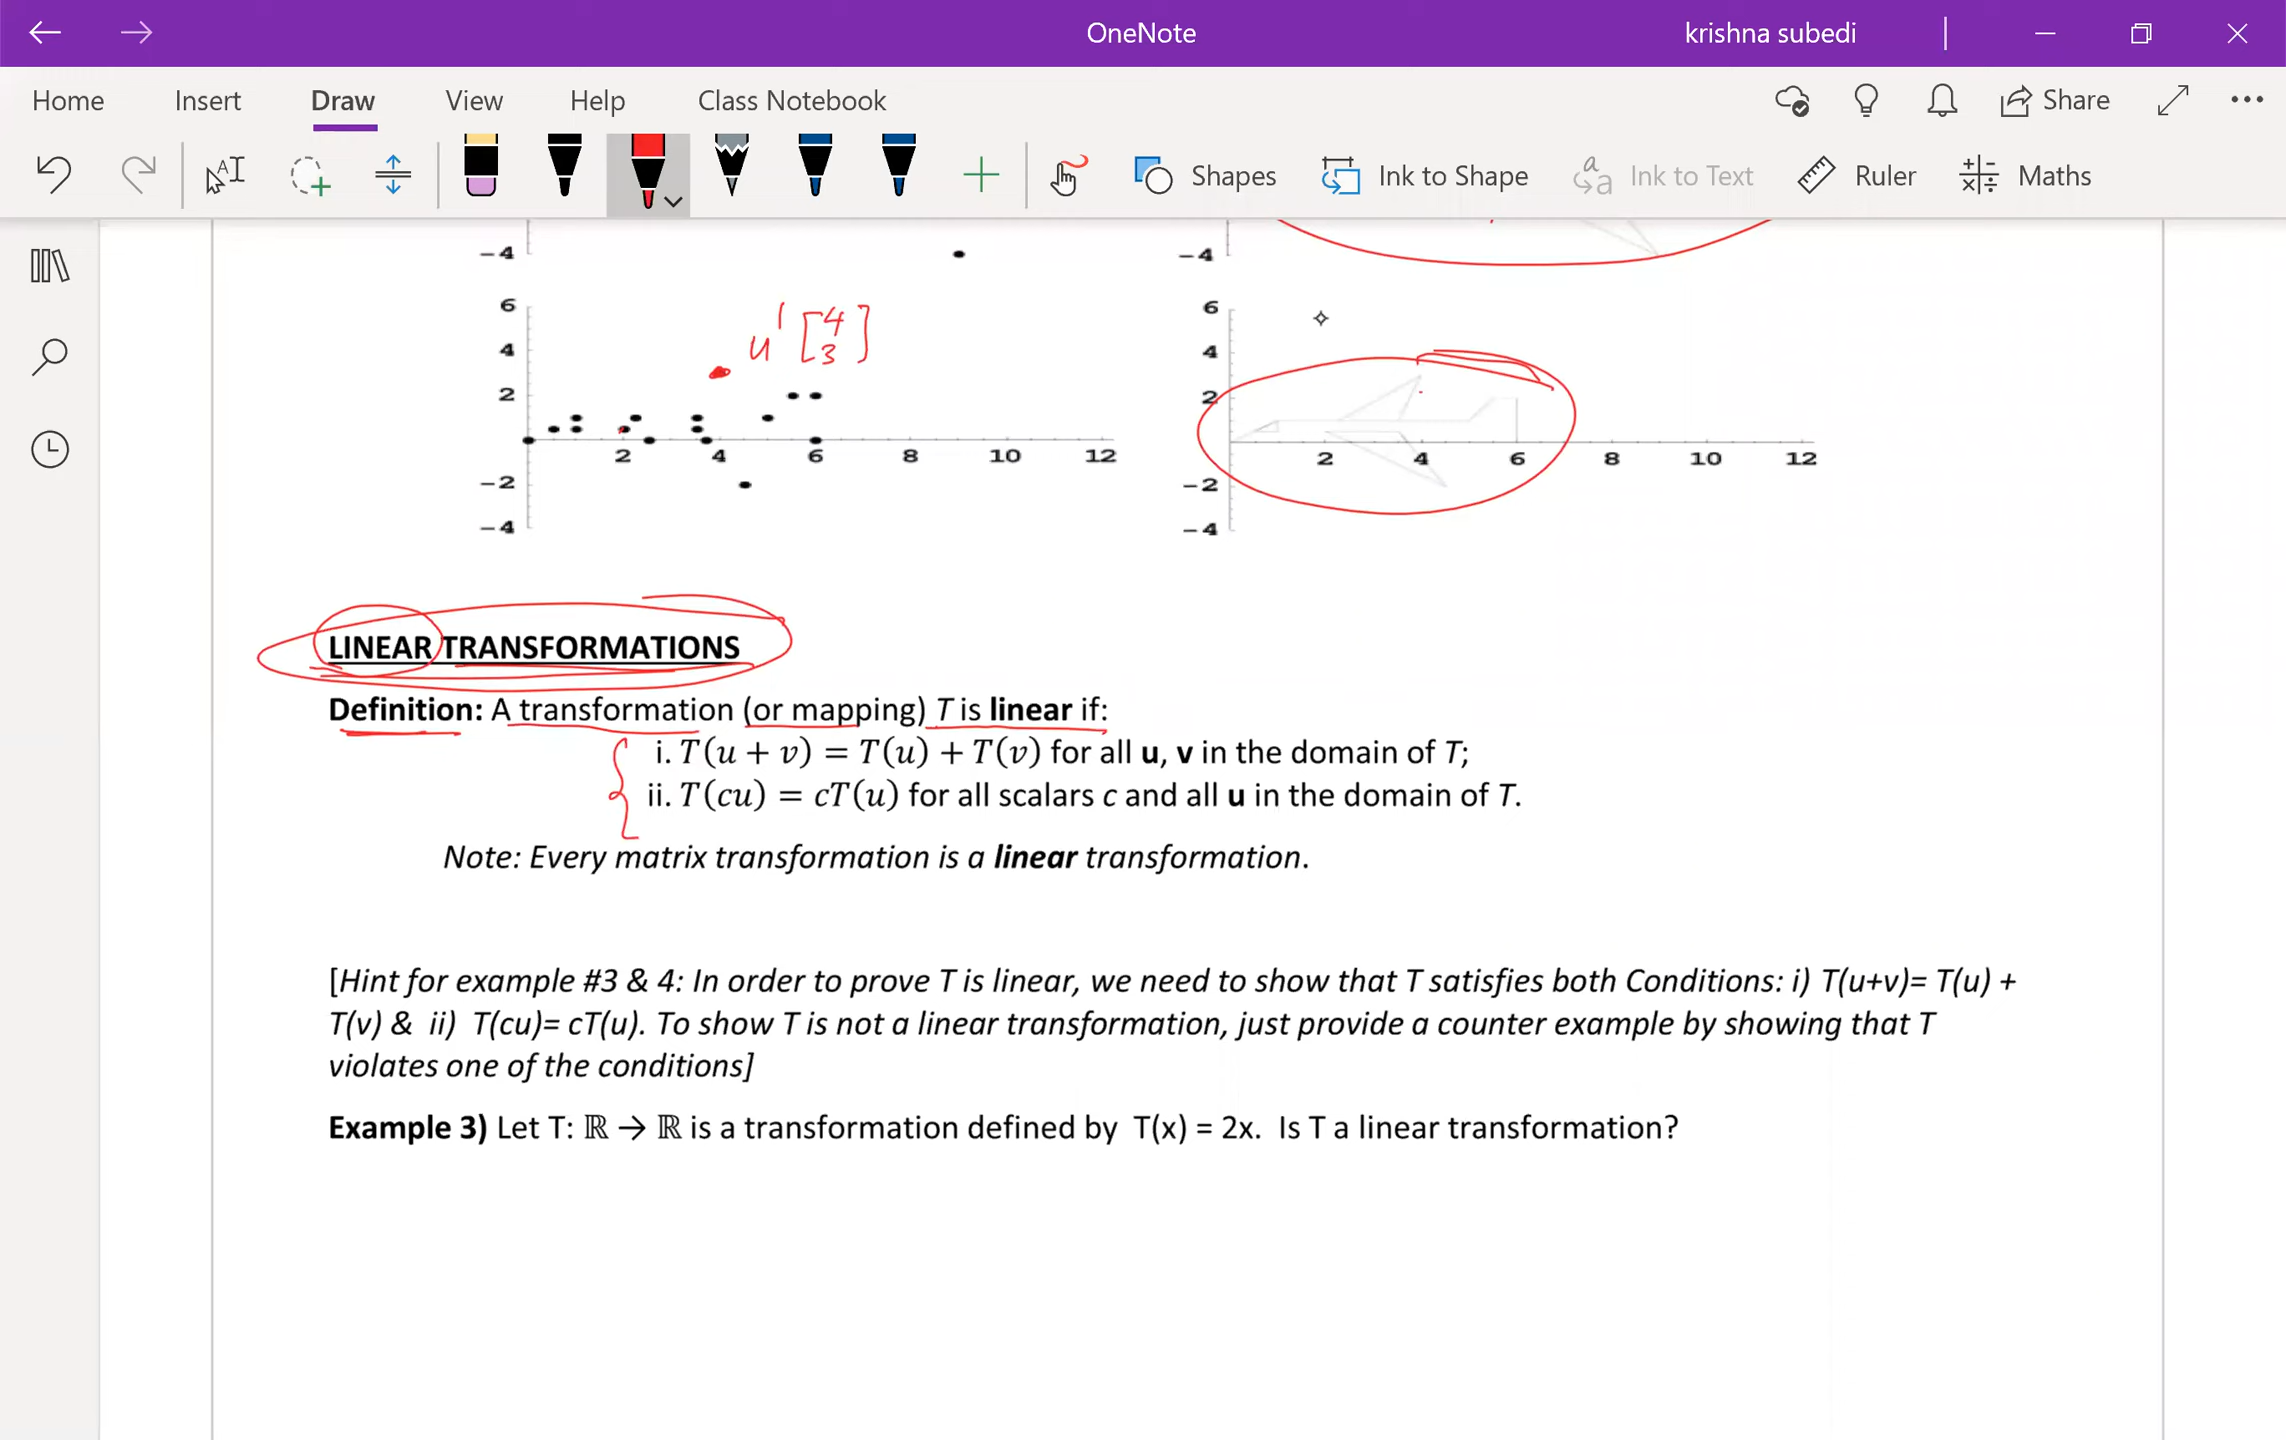 OneNote
krishna subedi
Home Insert Draw View Help Class Notebook Share
Shapes Ink to Shape Ink to Text Ruler Maths
−4
−4
6
4
2
2 4 6 8 10 12
−2
−4
u' [4 3]
6
4
2
2 4 6 8 10 12
−2
−4
LINEAR TRANSFORMATIONS
Definition: A transformation (or mapping) T is linear if:
i. T(u + v) = T(u) + T(v) for all u, v in the domain of T;
ii. T(cu) = cT(u) for all scalars c and all u in the domain of T.
Note: Every matrix transformation is a linear transformation.
[Hint for example #3 & 4: In order to prove T is linear, we need to show that T satisfies both Conditions: i) T(u+v)= T(u) +
T(v) & ii) T(cu)= cT(u). To show T is not a linear transformation, just provide a counter example by showing that T
violates one of the conditions]
Example 3) Let T: ℝ → ℝ is a transformation defined by T(x) = 2x. Is T a linear transformation?